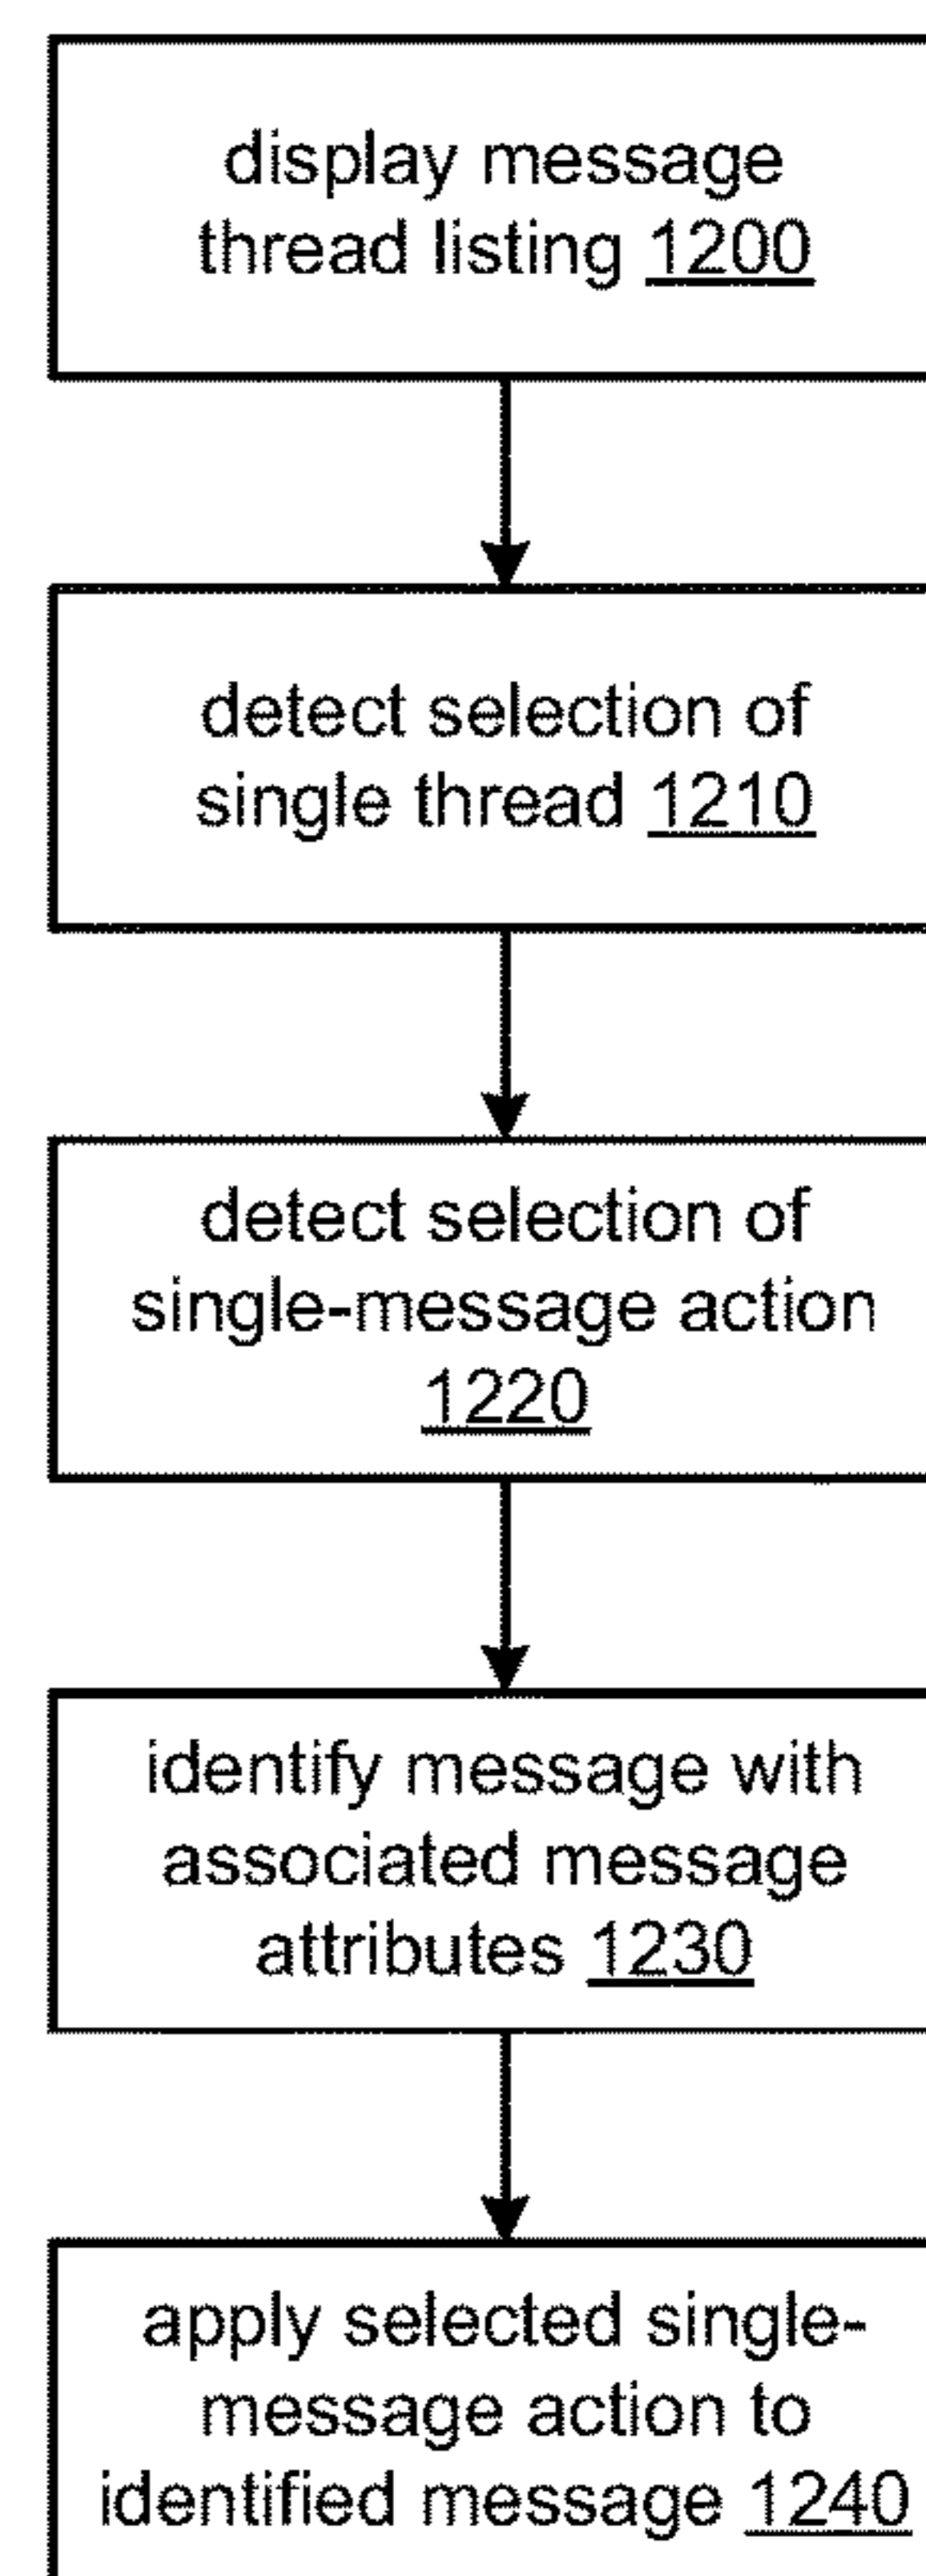 display message
thread listing 1200
detect selection of
single thread 1210
detect selection of
single-message action
1220
identify message with
associated message
attributes 1230
apply selected single-
message action to
identified message 1240